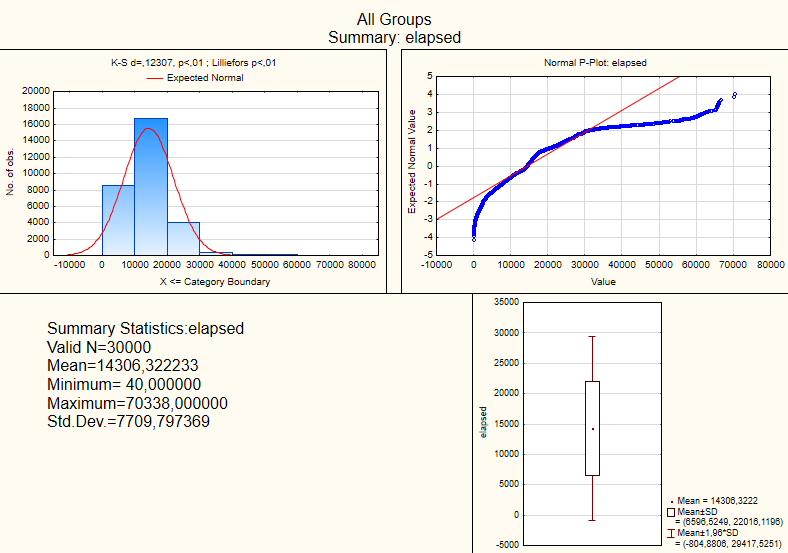 All Groups
Summary: elapsed
K-S d=,12307, p<,01 ; Lilliefors p<,01
Expected Normal
20000
18000
16000
14000
12000
10000
8000
6000
4000
2000
0
No. of obs.
-10000 0 10000 20000 30000 40000 50000 60000 70000 80000
X <= Category Boundary
Normal P-Plot: elapsed
5
4
3
2
1
0
-1
-2
-3
-4
-5
Expected Normal Value
-10000 0 10000 20000 30000 40000 50000 60000 70000 80000
Value
Summary Statistics:elapsed
Valid N=30000
Mean=14306,322233
Minimum= 40,000000
Maximum=70338,000000
Std.Dev.=7709,797369
35000
30000
25000
20000
15000
10000
5000
0
-5000
elapsed
Mean = 14306,3222
Mean±SD
= (6596,5249, 22016,1196)
Mean±1,96*SD
= (-804,8806, 29417,5251)